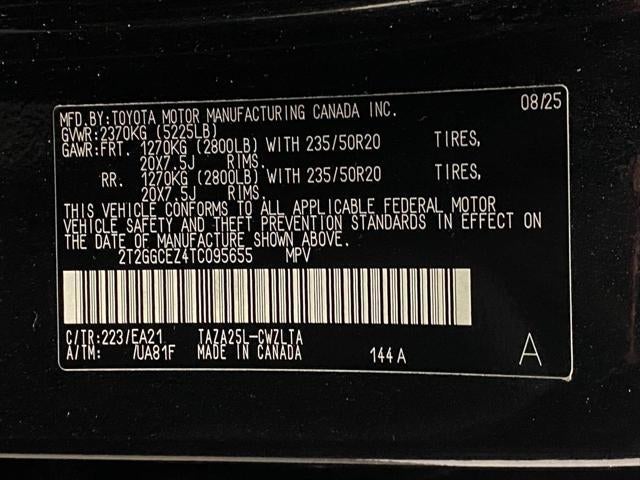 MFD.BY:TOYOTA MOTOR MANUFACTURING CANADA INC. 08/25
GVWR:2370KG (5225LB)
GAWR:FRT. 1270KG (2800LB) WITH 235/50R20 TIRES,
20X7.5J RIMS.
RR. 1270KG (2800LB) WITH 235/50R20 TIRES,
20X7.5J RIMS.
THIS VEHICLE CONFORMS TO ALL APPLICABLE FEDERAL MOTOR
VEHICLE SAFETY AND THEFT PREVENTION STANDARDS IN EFFECT ON
THE DATE OF MANUFACTURE SHOWN ABOVE.
2T2GGCEZ4TC095655 MPV
C/TR:223/EA21 TAZA25L-CWZLTA
A/TM: /UA81F MADE IN CANADA 144A A